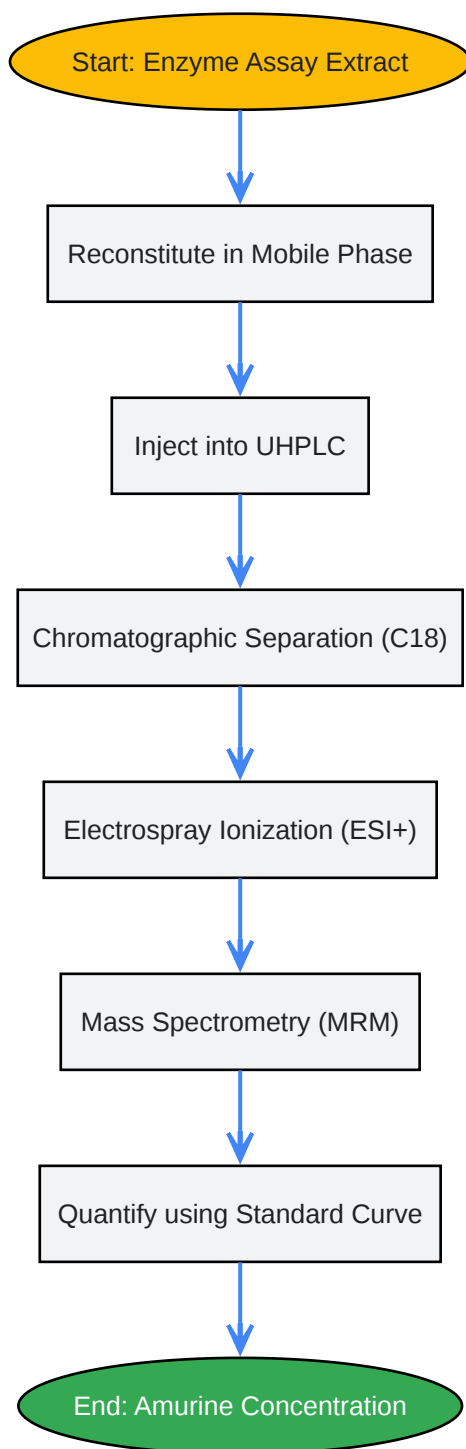 Start: Enzyme Assay Extract
Reconstitute in Mobile Phase
Inject into UHPLC
Chromatographic Separation (C18)
Electrospray Ionization (ESI+)
Mass Spectrometry (MRM)
Quantify using Standard Curve
End: Amurine Concentration